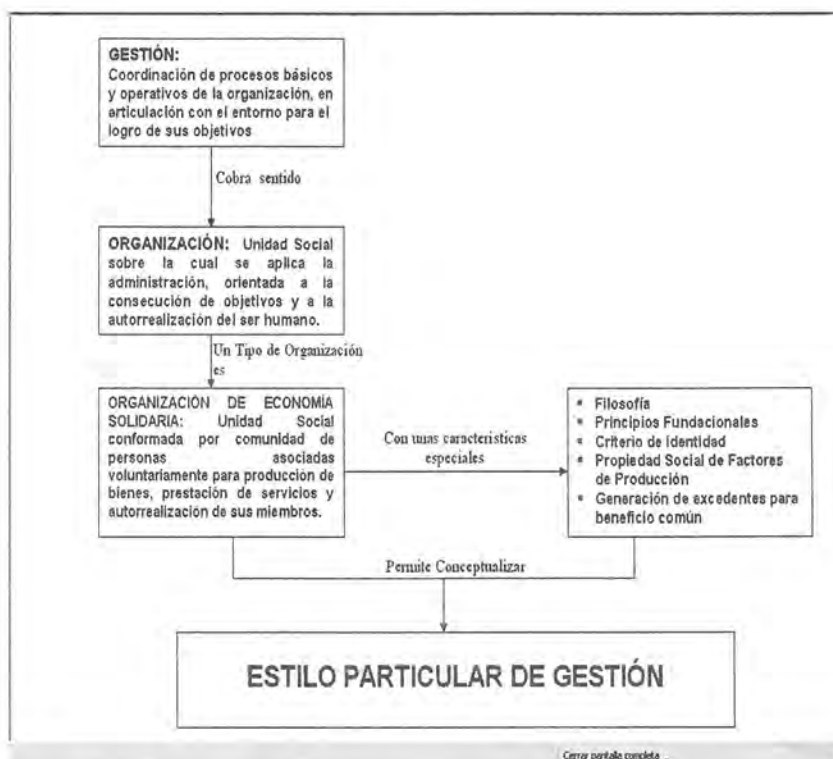 GESTIÓN:
Coordinación de procesos básicos
y operativos de la organización, en
articulación con el entorno para el
logro de sus objetivos
Cobra sentido
ORGANIZACIÓN: Unidad Social
sobre la cual se aplica la
administración, orientada a la
consecución de objetivos y a la
autorrealización del ser humano.
Un Tipo de Organización
es
ORGANIZACIÓN DE ECONOMIA
SOLIDARIA: Unidad Social
conformada por comunidad de
personas asociadas
voluntariamente para producción de
bienes, prestación de servicios y
autorrealización de sus miembros.
Con unas características
especiales
• Filosofía
• Principios Fundacionales
• Criterio de Identidad
• Propiedad Social de Factores
de Producción
• Generación de excedentes para
beneficio común
Permite Conceptualizar
ESTILO PARTICULAR DE GESTIÓN
Cerrar pantalla completa